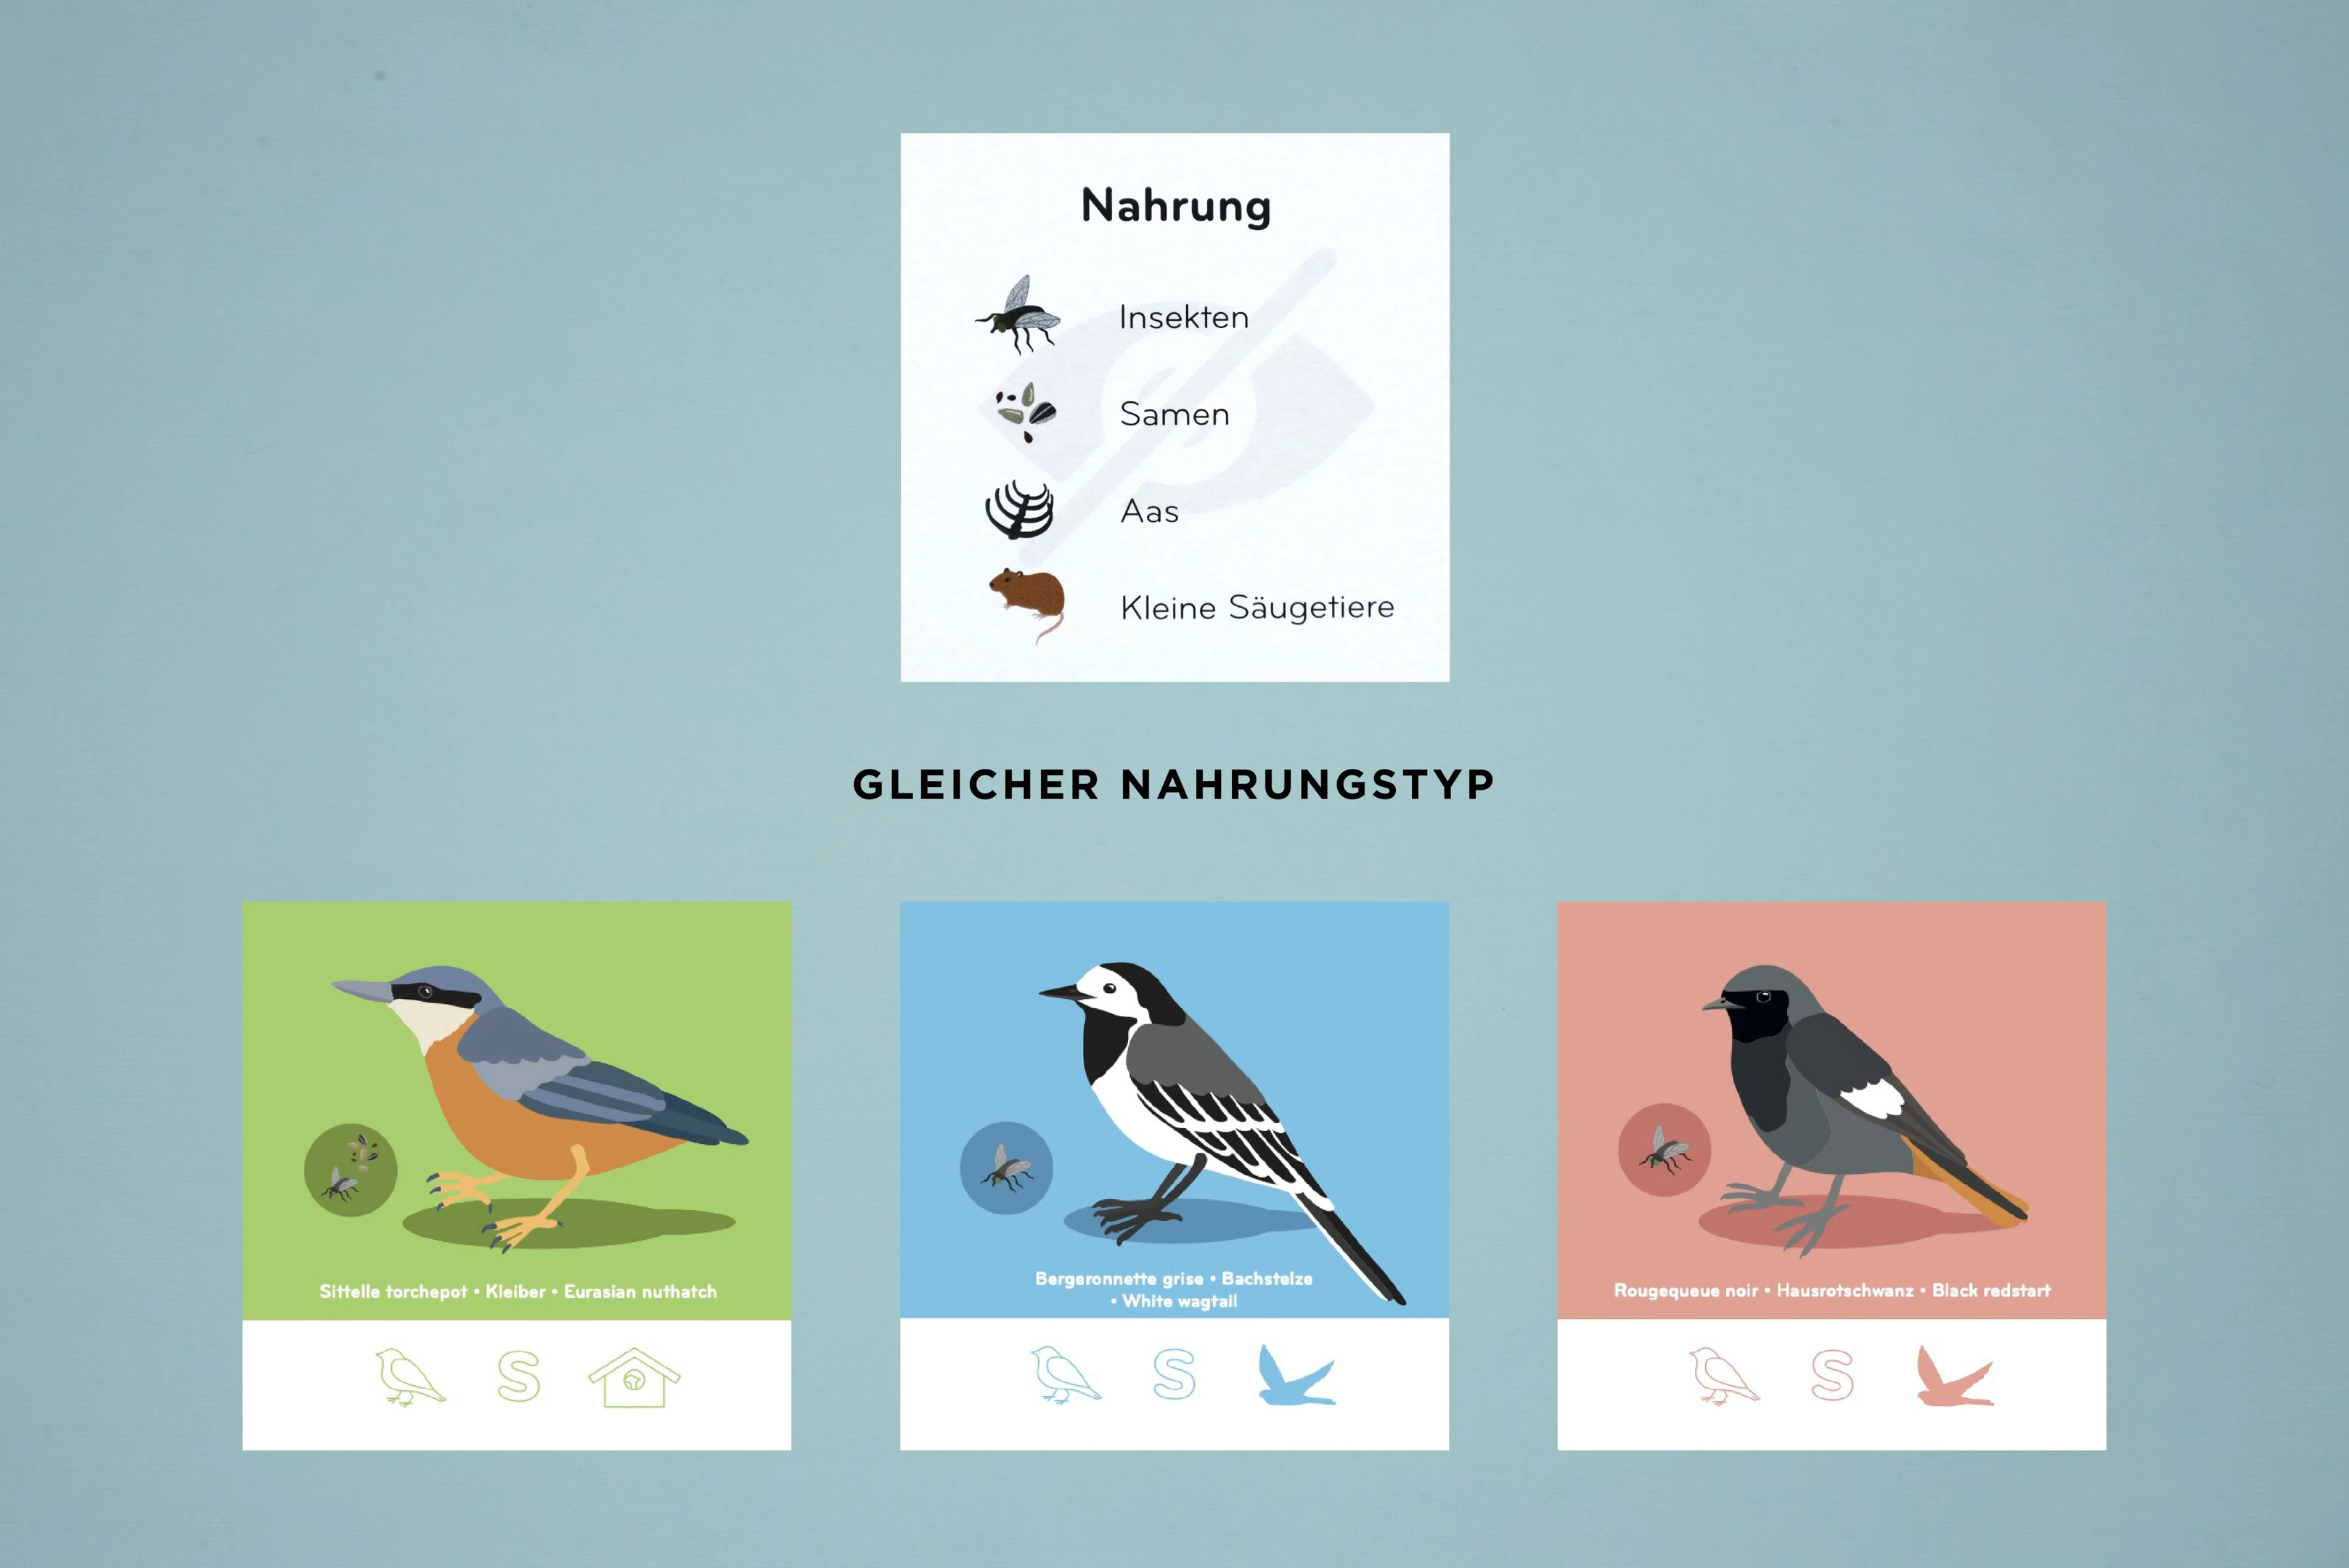 Nahrung
Insekten
Samen
Aas
Kleine Säugetiere
GLEICHER NAHRUNGSTYP
Sittelle torchepot • Kleiber • Eurasian nuthatch
S
Bergeronnette grise • Bachstelze
• White wagtail
S
Rougequeue noir • Hausrotschwanz • Black redstart
S